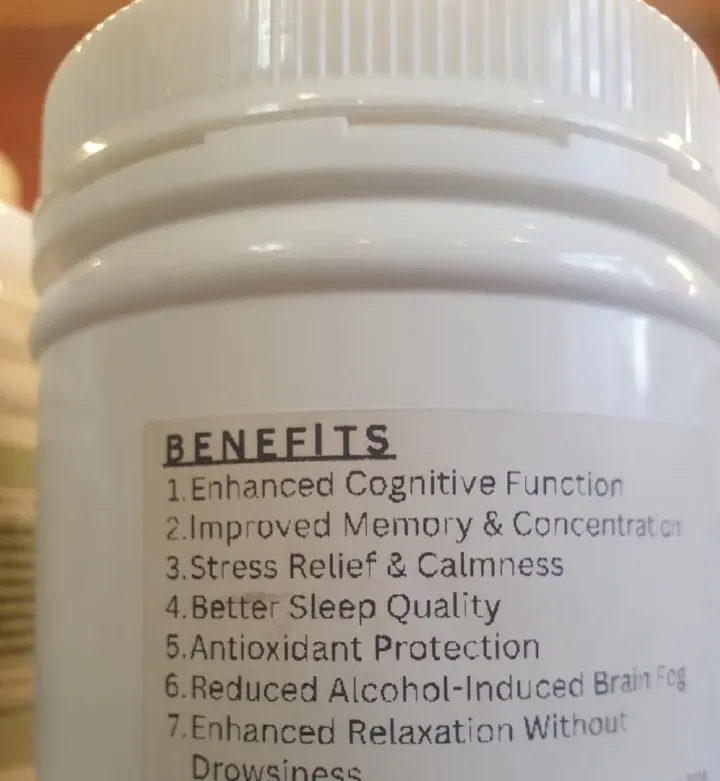 BENEFITS
1.Enhanced Cognitive Function
2.Improved Memory & Concentration
3.Stress Relief & Calmness
4.Better Sleep Quality
5.Antioxidant Protection
6.Reduced Alcohol-Induced Brain Fog
7.Enhanced Relaxation Without
Drowsiness